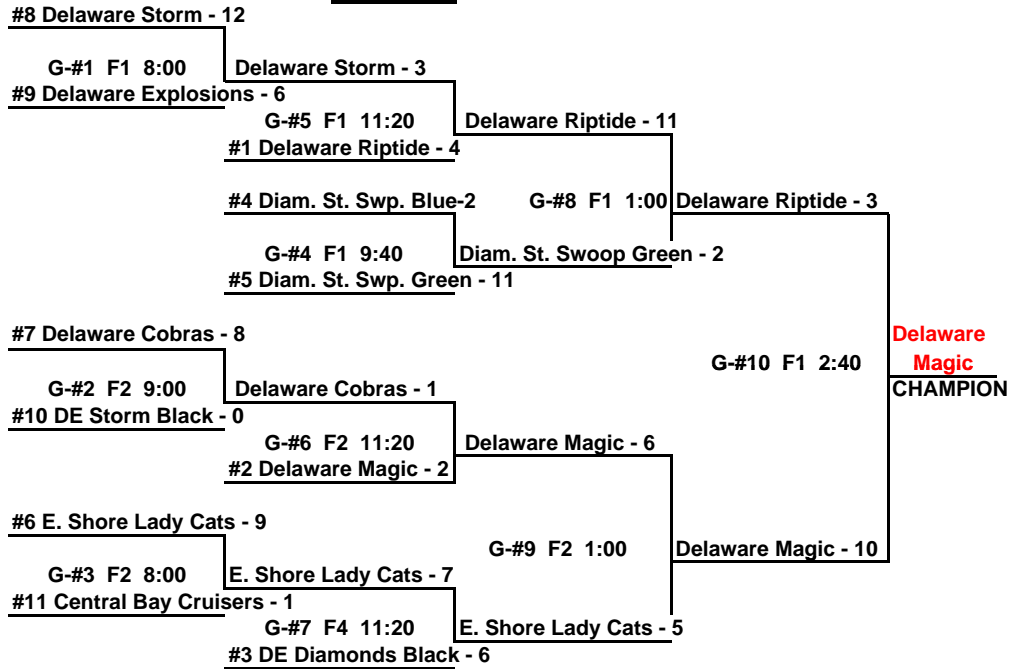 #8 Delaware Storm - 12
G-#1 F1 8:00
Delaware Storm - 3
#9 Delaware Explosions - 6
G-#5 F1 11:20
Delaware Riptide - 11
#1 Delaware Riptide - 4
#4 Diam. St. Swp. Blue-2
G-#8 F1 1:00
Delaware Riptide - 3
G-#4 F1 9:40
Diam. St. Swoop Green - 2
#5 Diam. St. Swp. Green - 11
#7 Delaware Cobras - 8
Delaware
G-#10 F1 2:40
Magic
G-#2 F2 9:00
Delaware Cobras - 1
CHAMPION
#10 DE Storm Black - 0
G-#6 F2 11:20
Delaware Magic - 6
#2 Delaware Magic - 2
#6 E. Shore Lady Cats - 9
G-#9 F2 1:00
Delaware Magic - 10
G-#3 F2 8:00
E. Shore Lady Cats - 7
#11 Central Bay Cruisers - 1
G-#7 F4 11:20
E. Shore Lady Cats - 5
#3 DE Diamonds Black - 6